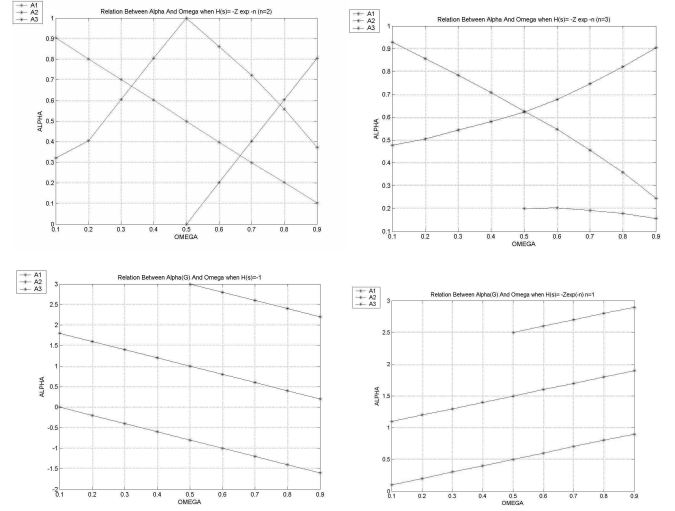 A1
A2
A3
Relation Between Alpha And Omega when H(s)= -Z exp -n (n=2)
1
0.9
0.8
0.7
0.6
0.5
0.4
0.3
0.2
0.1
0
ALPHA
0.1 0.2 0.3 0.4 0.5 0.6 0.7 0.8 0.9
OMEGA
A1
A2
A3
Relation Between Alpha And Omega when H(s)= -Z exp -n (n=3)
1
0.9
0.8
0.7
0.6
0.5
0.4
0.3
0.2
0.1
ALPHA
0.1 0.2 0.3 0.4 0.5 0.6 0.7 0.8 0.9
OMEGA
A1
A2
A3
Relation Between Alpha(G) And Omega when H(s)=-1
3
2.5
2
1.5
1
0.5
0
-0.5
-1
-1.5
-2
ALPHA
0.1 0.2 0.3 0.4 0.5 0.6 0.7 0.8 0.9
OMEGA
A1
A2
A3
Relation Between Alpha(G) And Omega when H(s)= -Zexp(-n) n=1
3
2.5
2
1.5
1
0.5
0
ALPHA
0.1 0.2 0.3 0.4 0.5 0.6 0.7 0.8 0.9
OMEGA